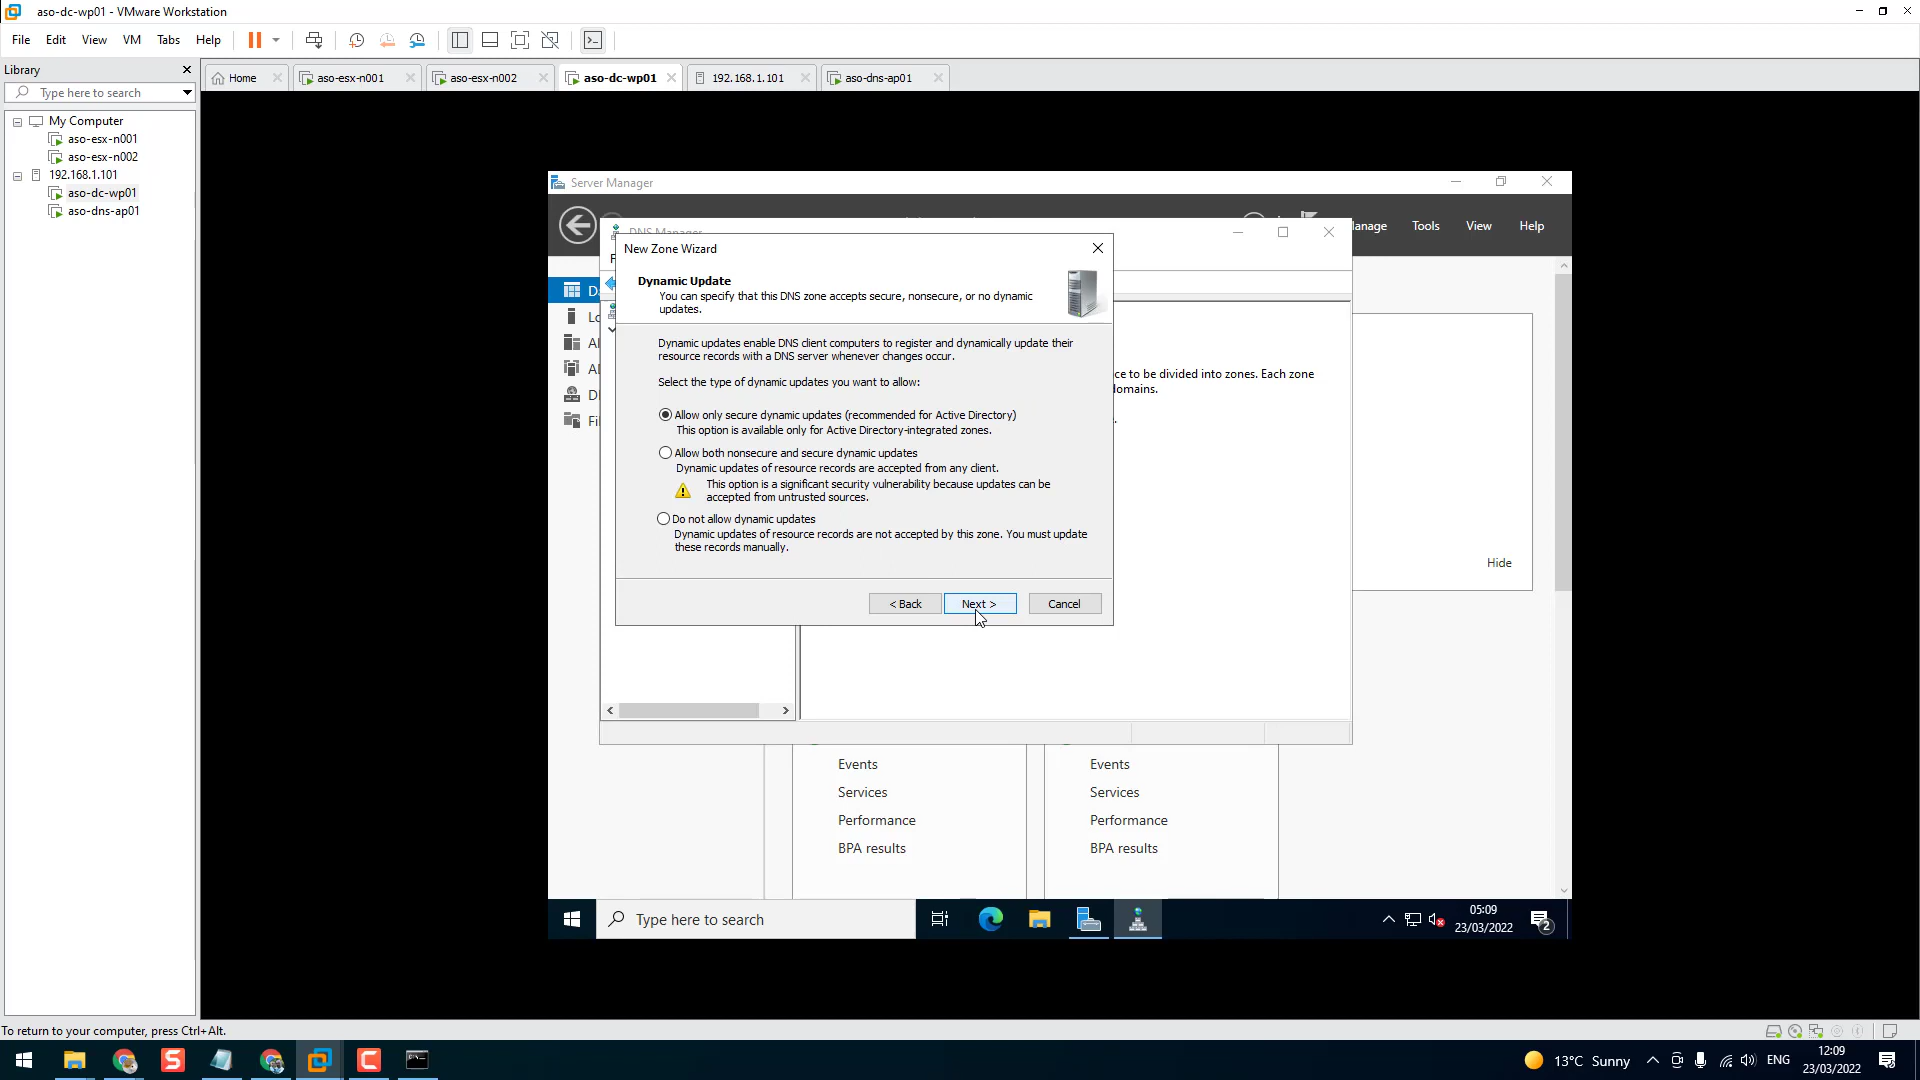 aso-dc-wp01 - VMware Workstation
File Edit View VM Tabs Help
Library
Type here to search
My Computer
aso-esx-n001
aso-esx-n002
192.168.1.101
aso-dc-wp01
aso-dns-ap01
Home
aso-esx-n001
aso-esx-n002
aso-dc-wp01
192.168.1.101
aso-dns-ap01
Server Manager
Tools View Help
DNS Manager
New Zone Wizard
Dynamic Update
You can specify that this DNS zone accepts secure, nonsecure, or no dynamic
updates.
Dynamic updates enable DNS client computers to register and dynamically update their
resource records with a DNS server whenever changes occur.
Select the type of dynamic updates you want to allow:
Allow only secure dynamic updates (recommended for Active Directory)
This option is available only for Active Directory-integrated zones.
Allow both nonsecure and secure dynamic updates
Dynamic updates of resource records are accepted from any client.
This option is a significant security vulnerability because updates can be
accepted from untrusted sources.
Do not allow dynamic updates
Dynamic updates of resource records are not accepted by this zone. You must update
these records manually.
< Back Next > Cancel
ce to be divided into zones. Each zone
domains.
Hide
Events
Services
Performance
BPA results
Events
Services
Performance
BPA results
Type here to search
05:09
23/03/2022
2
To return to your computer, press Ctrl+Alt.
13°C Sunny
ENG
12:09
23/03/2022